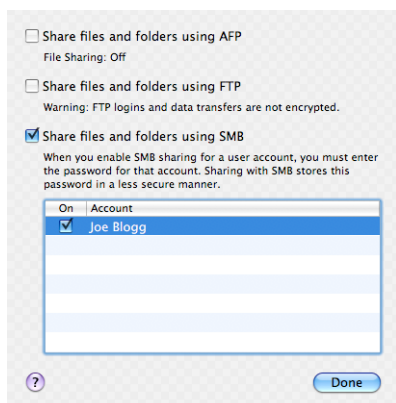 Share files and folders using AFP
File Sharing: Off
Share files and folders using FTP
Warning: FTP logins and data transfers are not encrypted.
Share files and folders using SMB
When you enable SMB sharing for a user account, you must enter
the password for that account. Sharing with SMB stores this
password in a less secure manner.
On Account
Joe Blogg
? Done